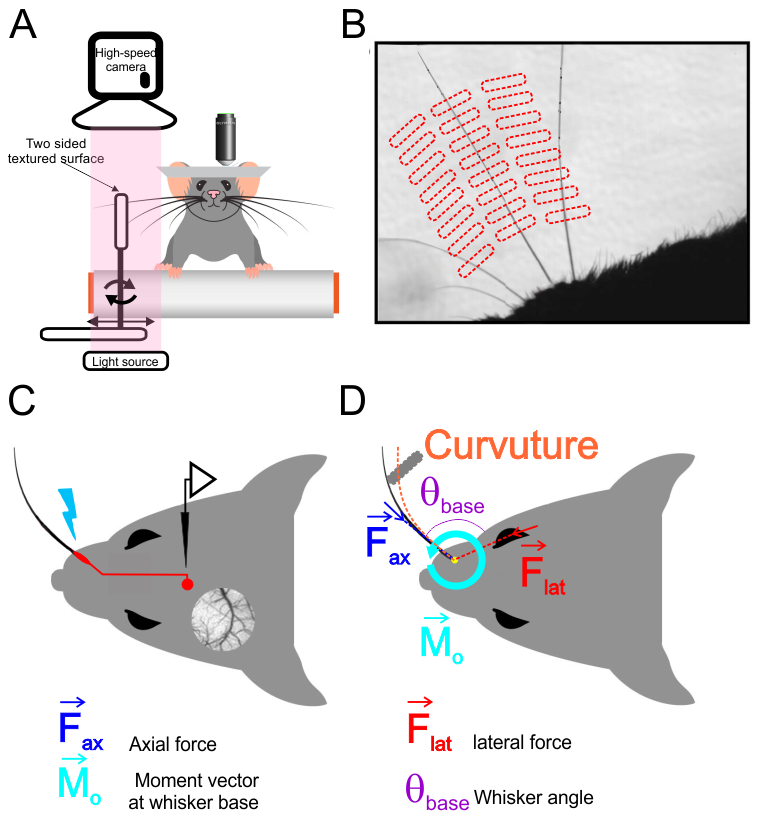 A
High-speed
camera
Two sided
textured surface
Light source
B
C
D
Curvuture
θbase
Fax
Flat
Mo
Fax Axial force
Mo Moment vector
at whisker base
Flat lateral force
θbase Whisker angle